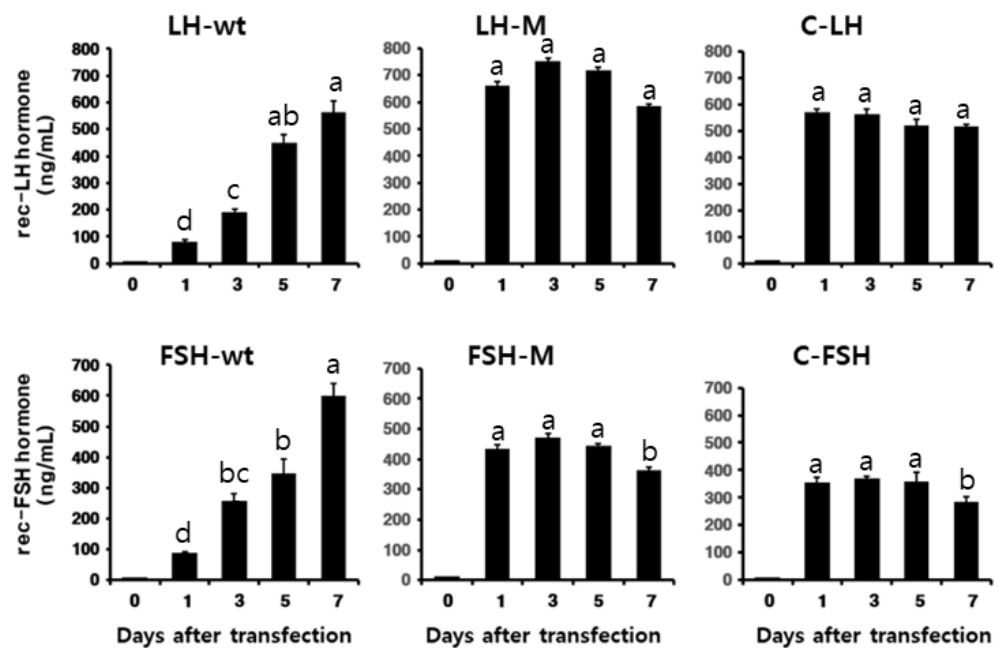 LH-wt
rec-LH hormone
(ng/mL)
800
700
600
500
400
300
200
100
0
d
c
ab
a
0 1 3 5 7
LH-M
800
700
600
500
400
300
200
100
0
a
a
a
a
0 1 3 5 7
C-LH
800
700
600
500
400
300
200
100
0
a
a
a
a
0 1 3 5 7
FSH-wt
rec-FSH hormone
(ng/mL)
700
600
500
400
300
200
100
0
d
bc
b
a
0 1 3 5 7
Days after transfection
FSH-M
700
600
500
400
300
200
100
0
a
a
a
b
0 1 3 5 7
Days after transfection
C-FSH
700
600
500
400
300
200
100
0
a
a
a
b
0 1 3 5 7
Days after transfection